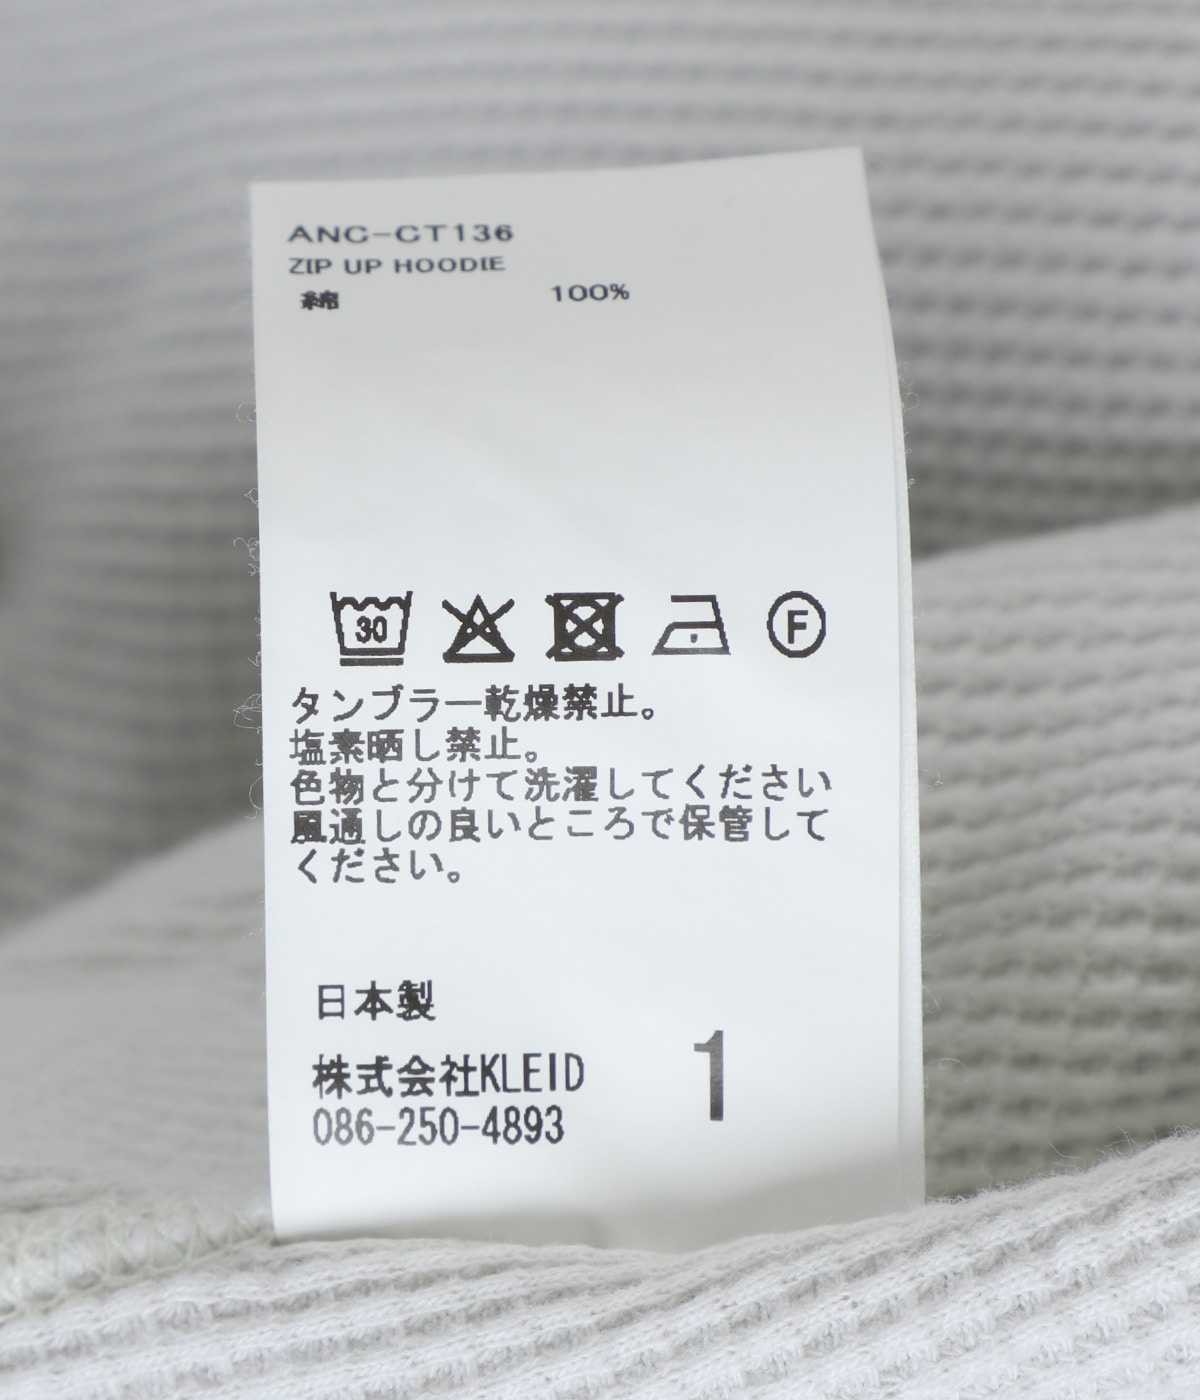 ANC-CT136
ZIP UP HOODIE
綿 100%
30 F
タンブラー乾燥禁止。
塩素晒し禁止。
色物と分けて洗濯してください
風通しの良いところで保管して
ください。
日本製
株式会社KLEID
086-250-4893
1